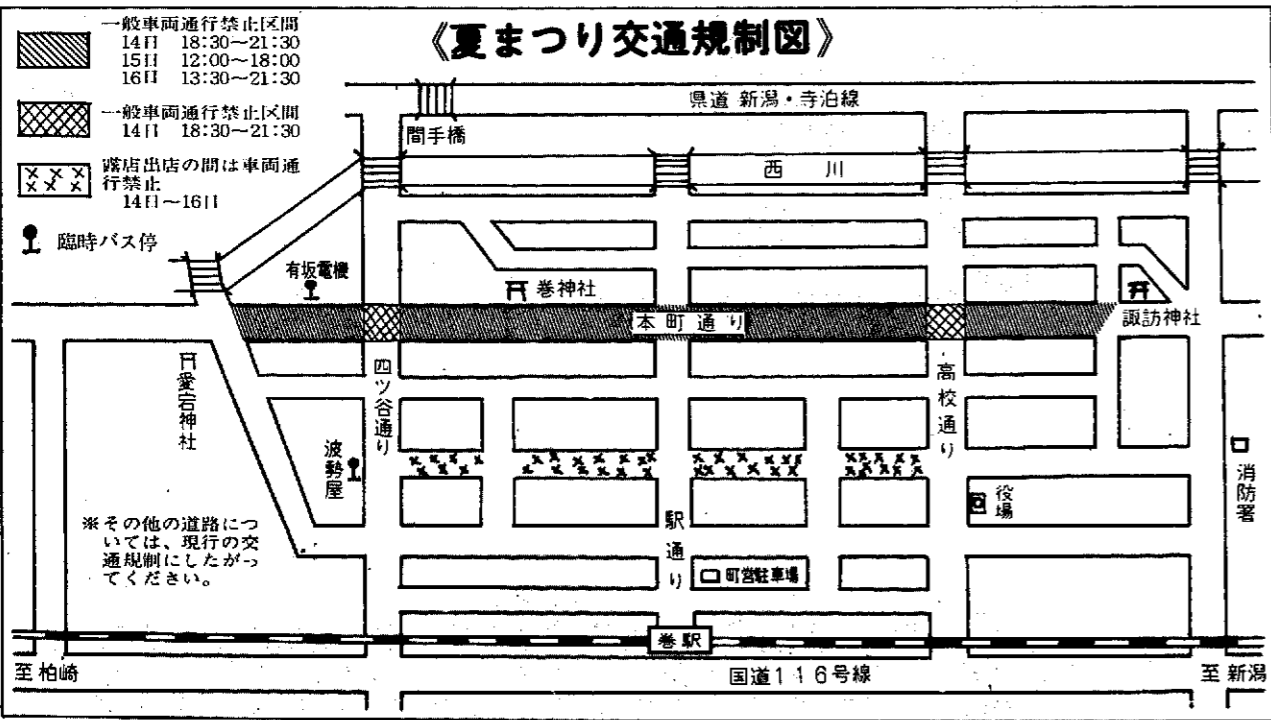 《夏まつり交通規制図》
一般車両通行禁止区間
14日 18:30〜21:30
15日 12:00〜18:00
16日 13:30〜21:30
一般車両通行禁止区間
14日 18:30〜21:30
露店出店の間は車両通
行禁止
14日〜16日
臨時バス停
県道 新潟・寺泊線
間手橋
西川
有坂電機
巻神社
本町通り
諏訪神社
愛宕神社
四ツ谷通り
高校通り
波勢屋
駅通り
役場
消防署
※その他の道路につ
いては、現行の交
通規制にしたがっ
てください。
町営駐車場
巻駅
至柏崎
国道116号線
至新潟